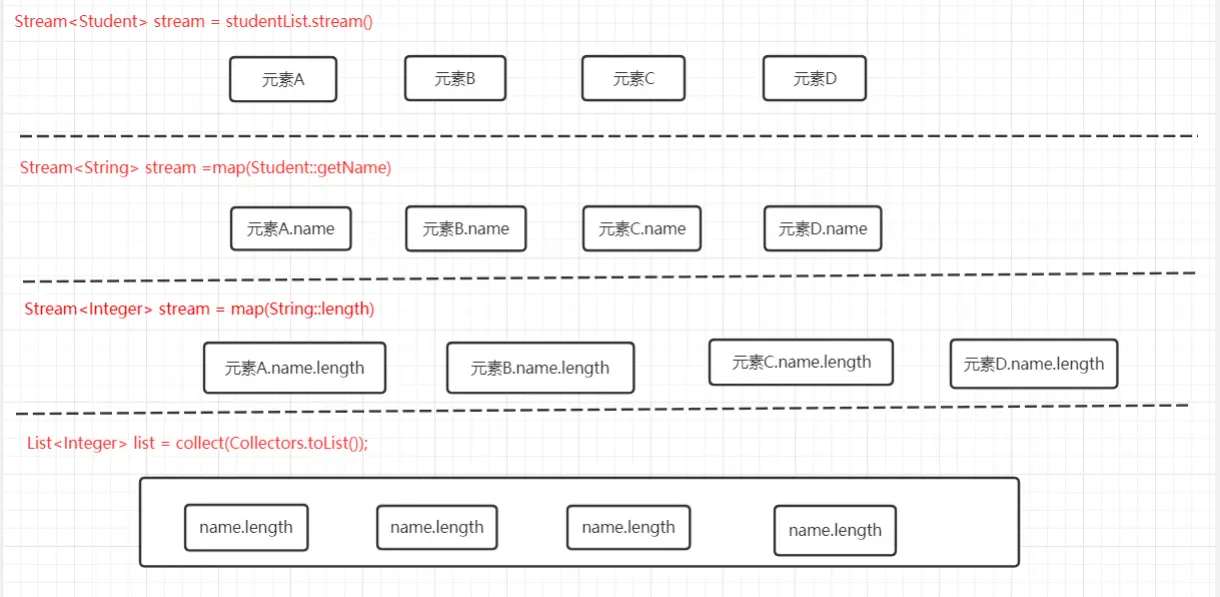 Stream<Student> stream = studentList.stream()
元素A 元素B 元素C 元素D
Stream<String> stream =map(Student::getName)
元素A.name 元素B.name 元素C.name 元素D.name
Stream<Integer> stream = map(String::length)
元素A.name.length 元素B.name.length 元素C.name.length 元素D.name.length
List<Integer> list = collect(Collectors.toList());
name.length name.length name.length name.length